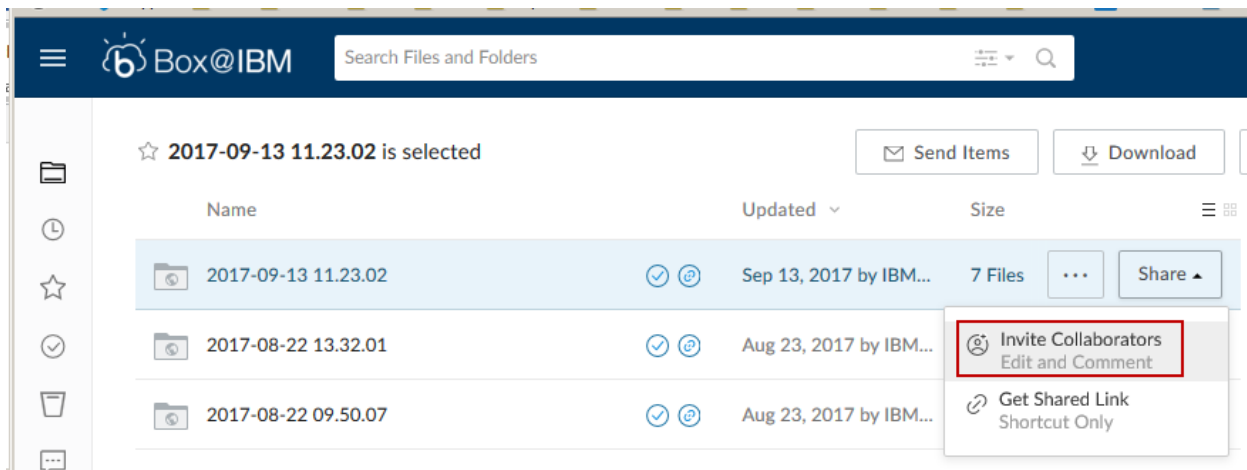 Box@IBM
Search Files and Folders
2017-09-13 11.23.02 is selected
Send Items
Download
Name
Updated
Size
2017-09-13 11.23.02
Sep 13, 2017 by IBM...
7 Files
...
Share
2017-08-22 13.32.01
Aug 23, 2017 by IBM...
Invite Collaborators
Edit and Comment
2017-08-22 09.50.07
Aug 23, 2017 by IBM...
Get Shared Link
Shortcut Only